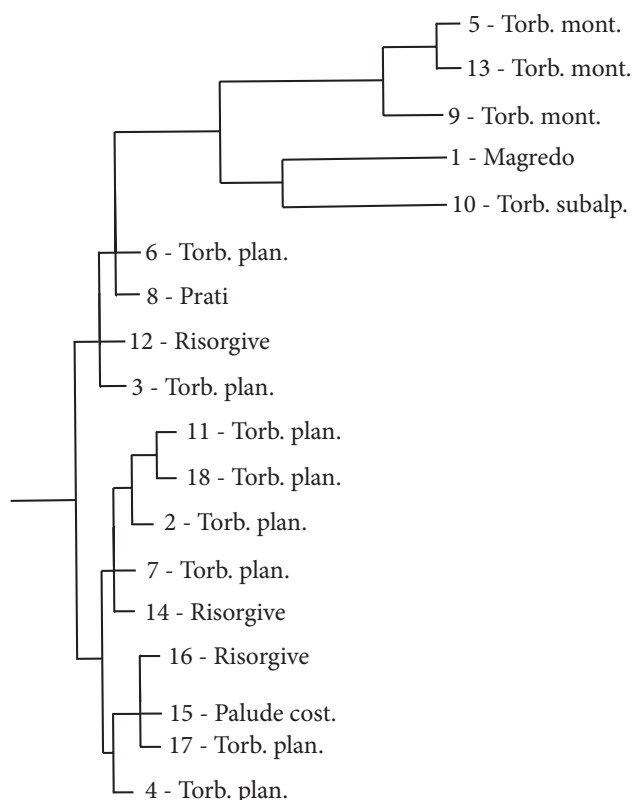 5 - Torb. mont.
13 - Torb. mont.
9 - Torb. mont.
1 - Magredo
10 - Torb. subalp.
6 - Torb. plan.
8 - Prati
12 - Risorgive
3 - Torb. plan.
11 - Torb. plan.
18 - Torb. plan.
2 - Torb. plan.
7 - Torb. plan.
14 - Risorgive
16 - Risorgive
15 - Palude cost.
17 - Torb. plan.
4 - Torb. plan.